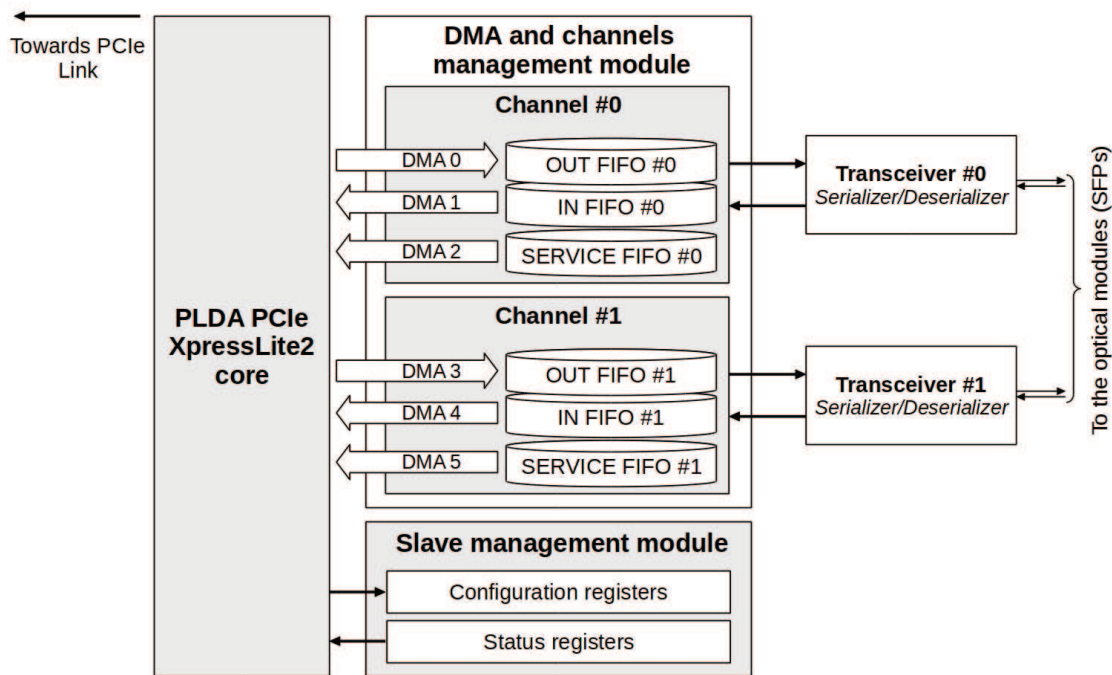 Towards PCIe
Link
PLDA PCIe
XpressLite2
core
DMA and channels
management module
Channel #0
DMA 0
OUT FIFO #0
DMA 1
IN FIFO #0
DMA 2
SERVICE FIFO #0
Channel #1
DMA 3
OUT FIFO #1
DMA 4
IN FIFO #1
DMA 5
SERVICE FIFO #1
Slave management module
Configuration registers
Status registers
Transceiver #0
Serializer/Deserializer
Transceiver #1
Serializer/Deserializer
To the optical modules (SFPs)